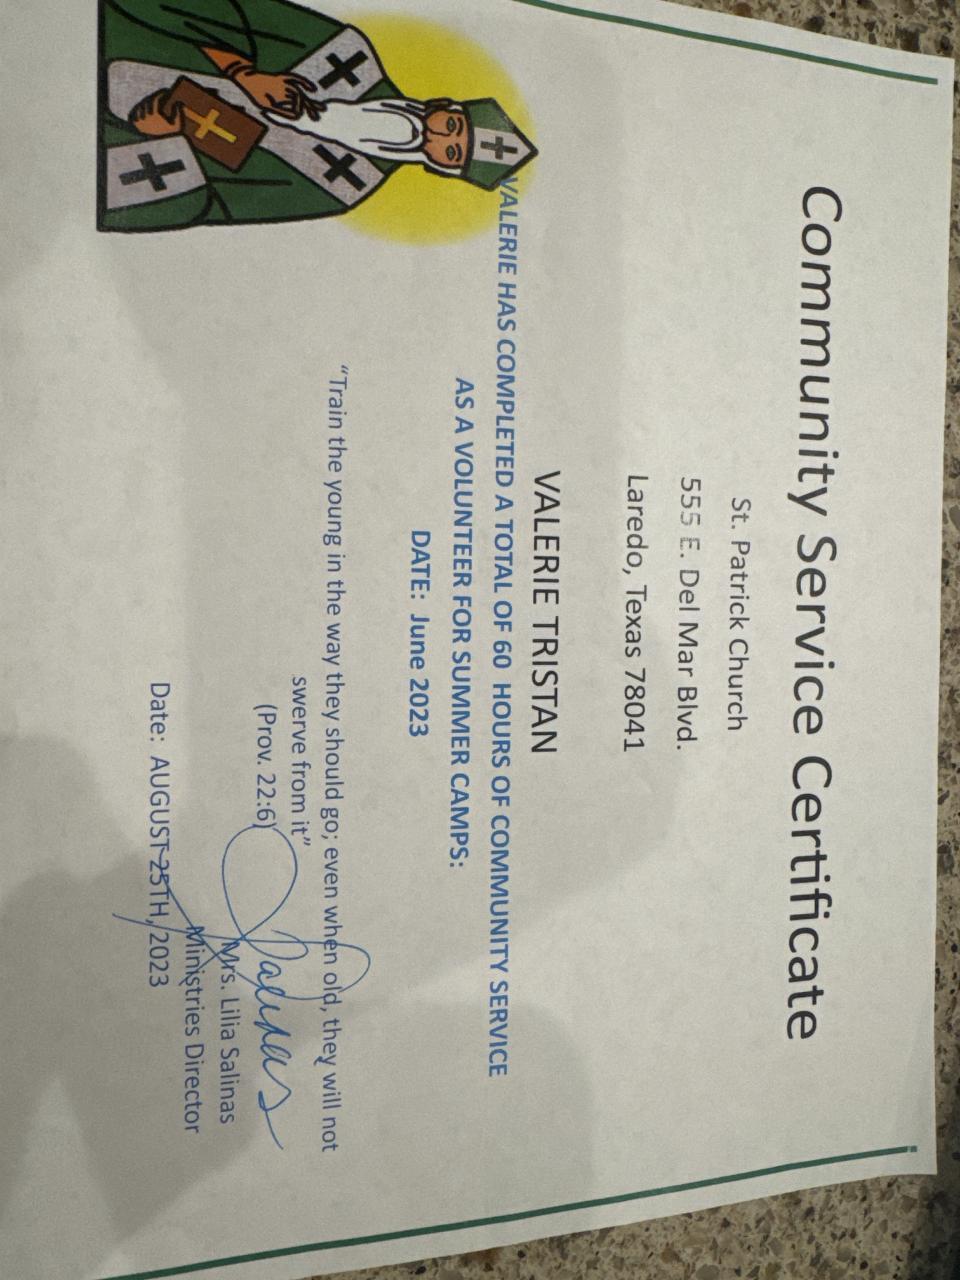 Community Service Certificate
St. Patrick Church
555 E. Del Mar Blvd.
Laredo, Texas 78041
VALERIE TRISTAN
VALERIE HAS COMPLETED A TOTAL OF 60 HOURS OF COMMUNITY SERVICE
AS A VOLUNTEER FOR SUMMER CAMPS:
DATE: June 2023
“Train the young in the way they should go; even when old, they will not
swerve from it”
(Prov. 22:6)
Salinas
Mrs. Lilia Salinas
Ministries Director
Date: AUGUST 25TH, 2023